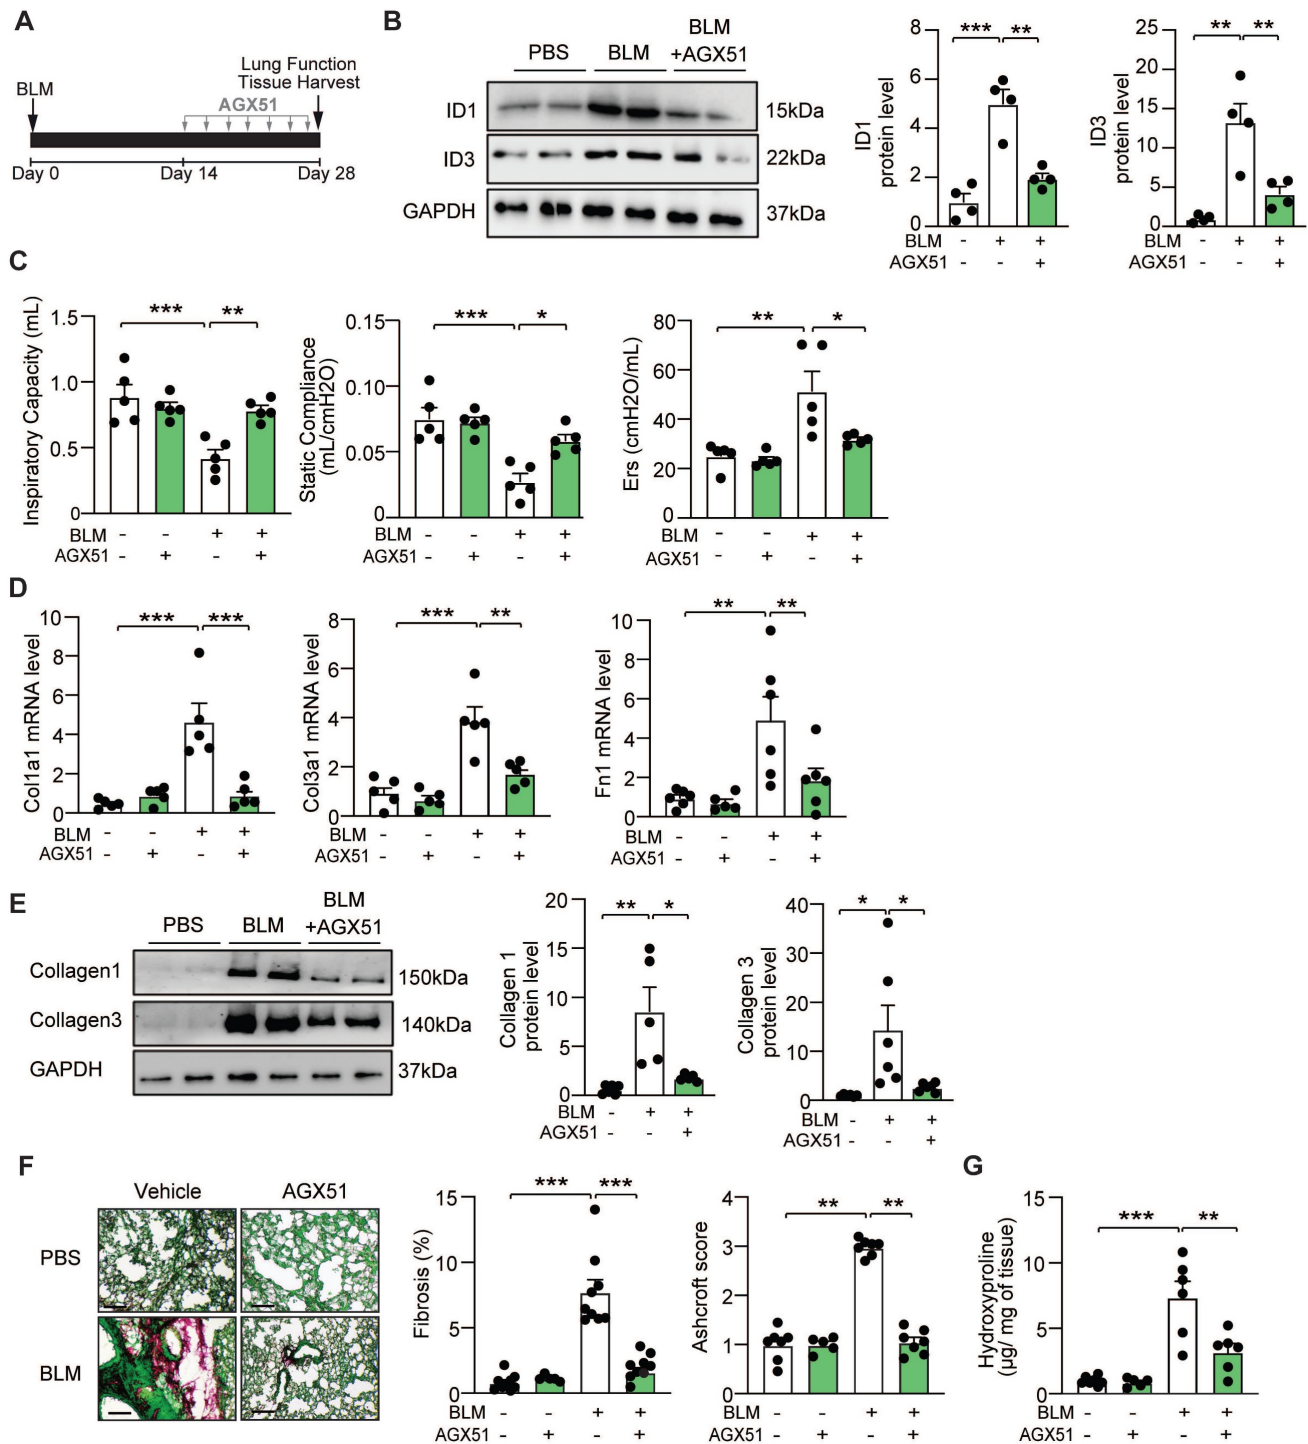 A
BLM
Lung Function
Tissue Harvest
AGX51
Day 0
Day 14
Day 28
B
PBS
BLM
BLM
+AGX51
ID1
15kDa
ID3
22kDa
GAPDH
37kDa
ID1
protein level
8
6
4
2
0
*** **
BLM - + +
AGX51 - - +
ID3
protein level
25
20
15
10
5
0
** **
BLM - + +
AGX51 - - +
C
Inspiratory Capacity (mL)
1.5
1.0
0.5
0
*** **
BLM - - + +
AGX51 - + - +
Static Compliance
(mL/cmH2O)
0.15
0.10
0.05
0
*** *
BLM - - + +
AGX51 - + - +
Ers (cmH2O/mL)
80
60
40
20
0
** *
BLM - - + +
AGX51 - + - +
D
Col1a1 mRNA level
10
8
6
4
2
0
*** ***
BLM - - + +
AGX51 - + - +
Col3a1 mRNA level
8
6
4
2
0
*** **
BLM - - + +
AGX51 - + - +
Fn1 mRNA level
10
8
6
4
2
0
** **
BLM - - + +
AGX51 - + - +
E
PBS
BLM
BLM
+AGX51
Collagen1
150kDa
Collagen3
140kDa
GAPDH
37kDa
Collagen 1
protein level
20
15
10
5
0
** *
BLM - + +
AGX51 - - +
Collagen 3
protein level
40
30
20
10
0
* *
BLM - + +
AGX51 - - +
F
Vehicle
AGX51
PBS
BLM
Fibrosis (%)
15
10
5
0
*** ***
BLM - - + +
AGX51 - + - +
Ashcroft score
4
3
2
1
0
** **
BLM - - + +
AGX51 - + - +
G
Hydroxyproline
(µg/ mg of tissue)
15
10
5
0
*** **
BLM - - + +
AGX51 - + - +